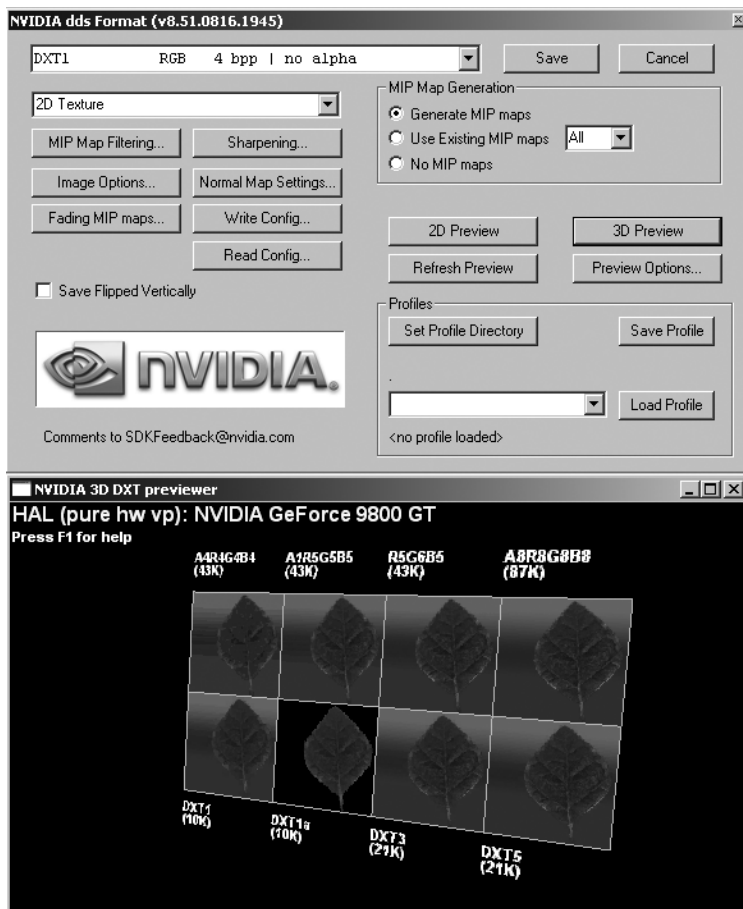 NVIDIA dds Format (v8.51.0816.1945)
DXT1 RGB 4 bpp | no alpha
Save
Cancel
2D Texture
MIP Map Generation
Generate MIP maps
Use Existing MIP maps
All
No MIP maps
MIP Map Filtering...
Sharpening...
Image Options...
Normal Map Settings...
Fading MIP maps...
Write Config...
Read Config...
2D Preview
3D Preview
Refresh Preview
Preview Options...
Save Flipped Vertically
Profiles
Set Profile Directory
Save Profile
.
Load Profile
<no profile loaded>
NVIDIA.
Comments to SDKFeedback@nvidia.com
NVIDIA 3D DXT previewer
HAL (pure hw vp): NVIDIA GeForce 9800 GT
Press F1 for help
A4R4G4B4
(43K)
A1R5G5B5
(43K)
R5G6B5
(43K)
A8R8G8B8
(87K)
DXT1
(10K)
DXT1a
(10K)
DXT3
(21K)
DXT5
(21K)